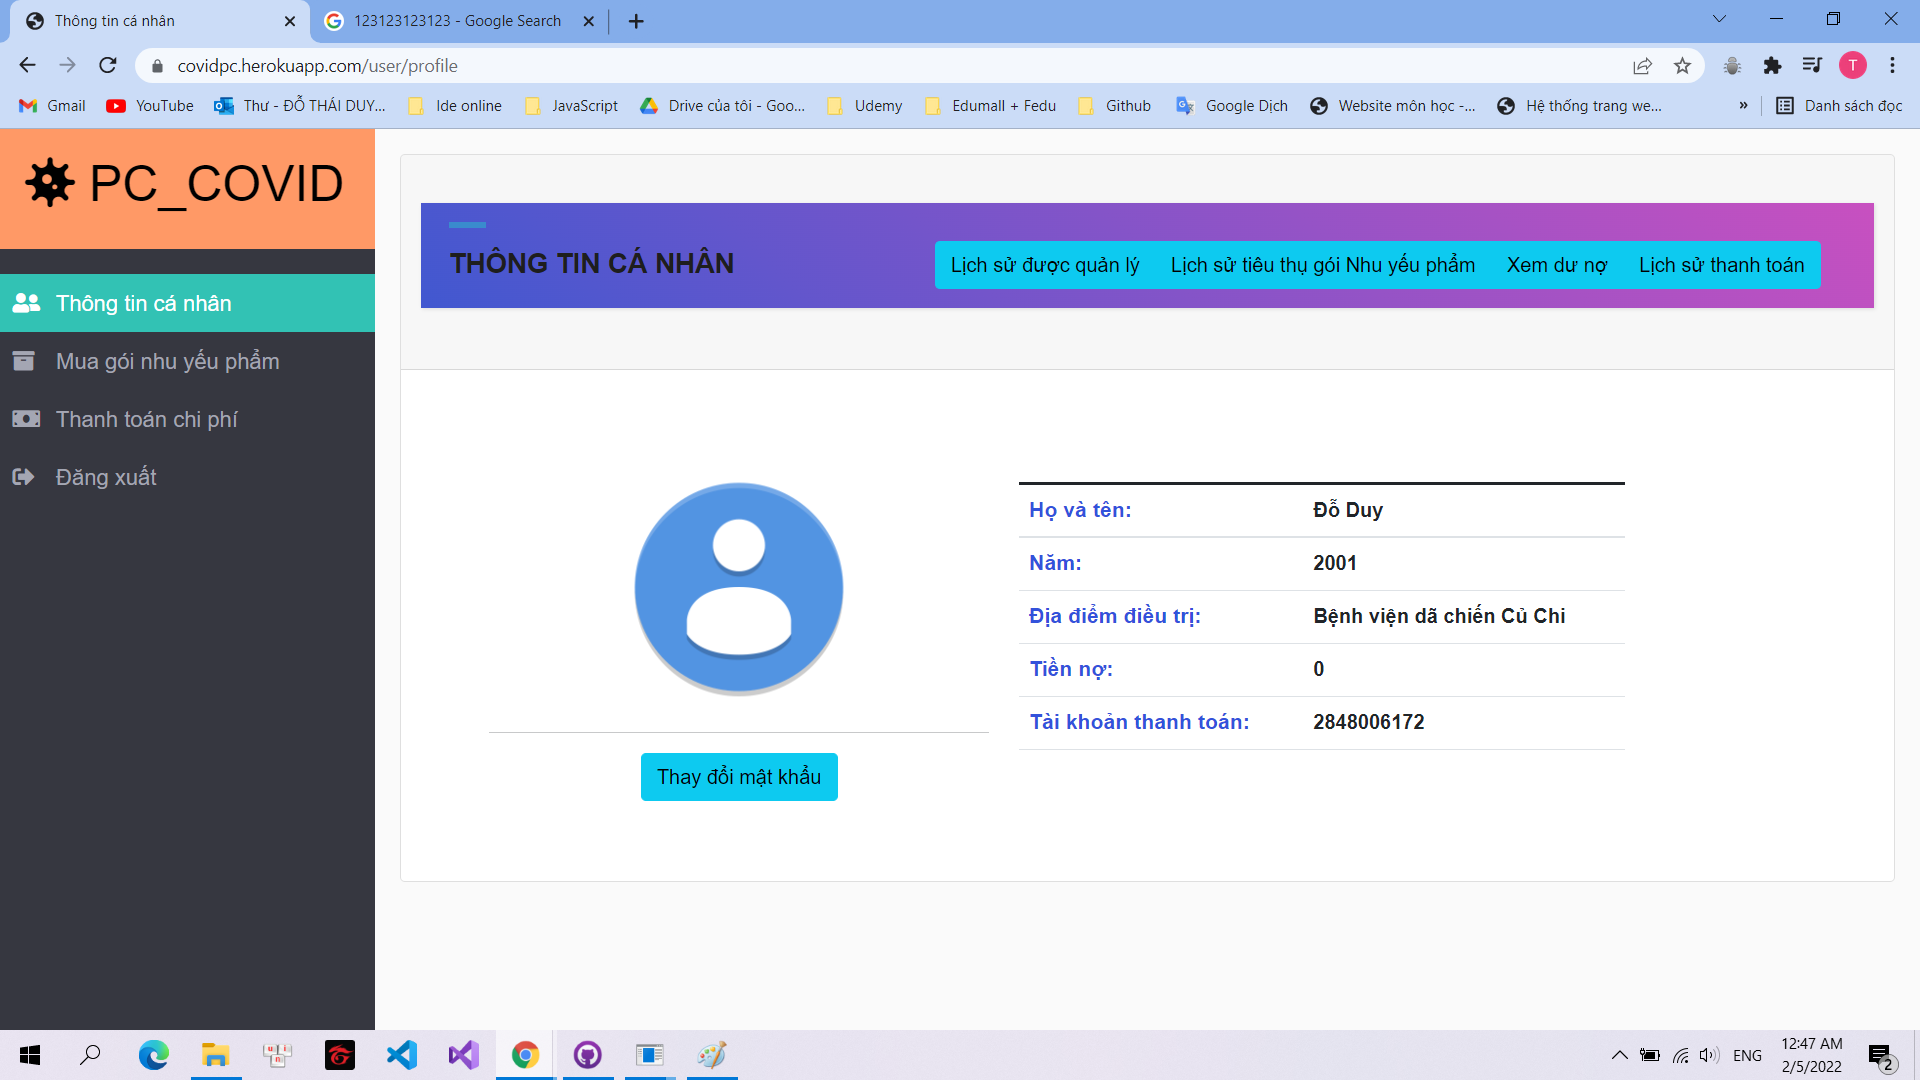 Thông tin cá nhân
123123123123 - Google Search
covidpc.herokuapp.com/user/profile
T
Gmail
YouTube
Thư - ĐỖ THÁI DUY...
Ide online
JavaScript
Drive của tôi - Goo...
Udemy
Edumall + Fedu
Github
Google Dịch
Website môn học -...
Hệ thống trang we...
»
Danh sách đọc
PC_COVID
Thông tin cá nhân
Mua gói nhu yếu phẩm
Thanh toán chi phí
Đăng xuất
THÔNG TIN CÁ NHÂN
Lịch sử được quản lý
Lịch sử tiêu thụ gói Nhu yếu phẩm
Xem dư nợ
Lịch sử thanh toán
Họ và tên: Đỗ Duy
Năm: 2001
Địa điểm điều trị: Bệnh viện dã chiến Củ Chi
Tiền nợ: 0
Tài khoản thanh toán: 2848006172
Thay đổi mật khẩu
ENG
12:47 AM
2/5/2022
2